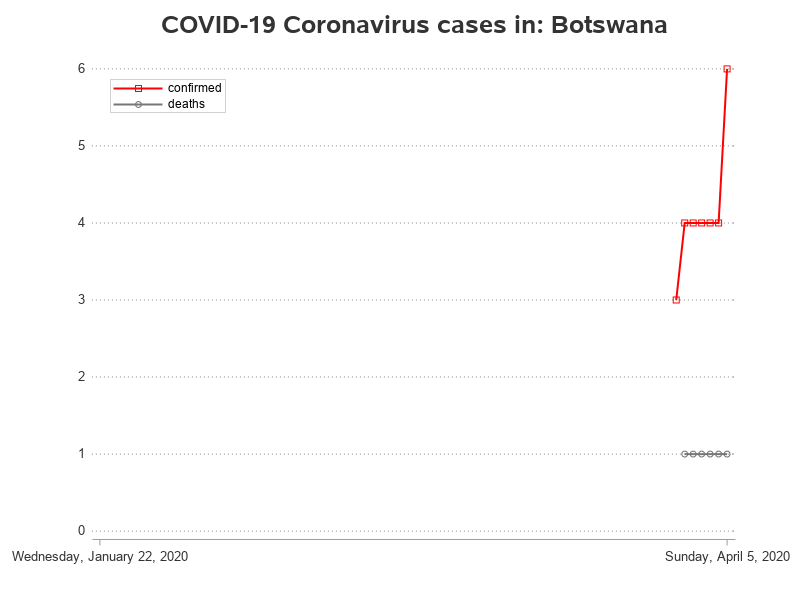 COVID-19 Coronavirus cases in: Botswana
6
confirmed
deaths
5
4
3
2
1
0
Wednesday, January 22, 2020
Sunday, April 5, 2020